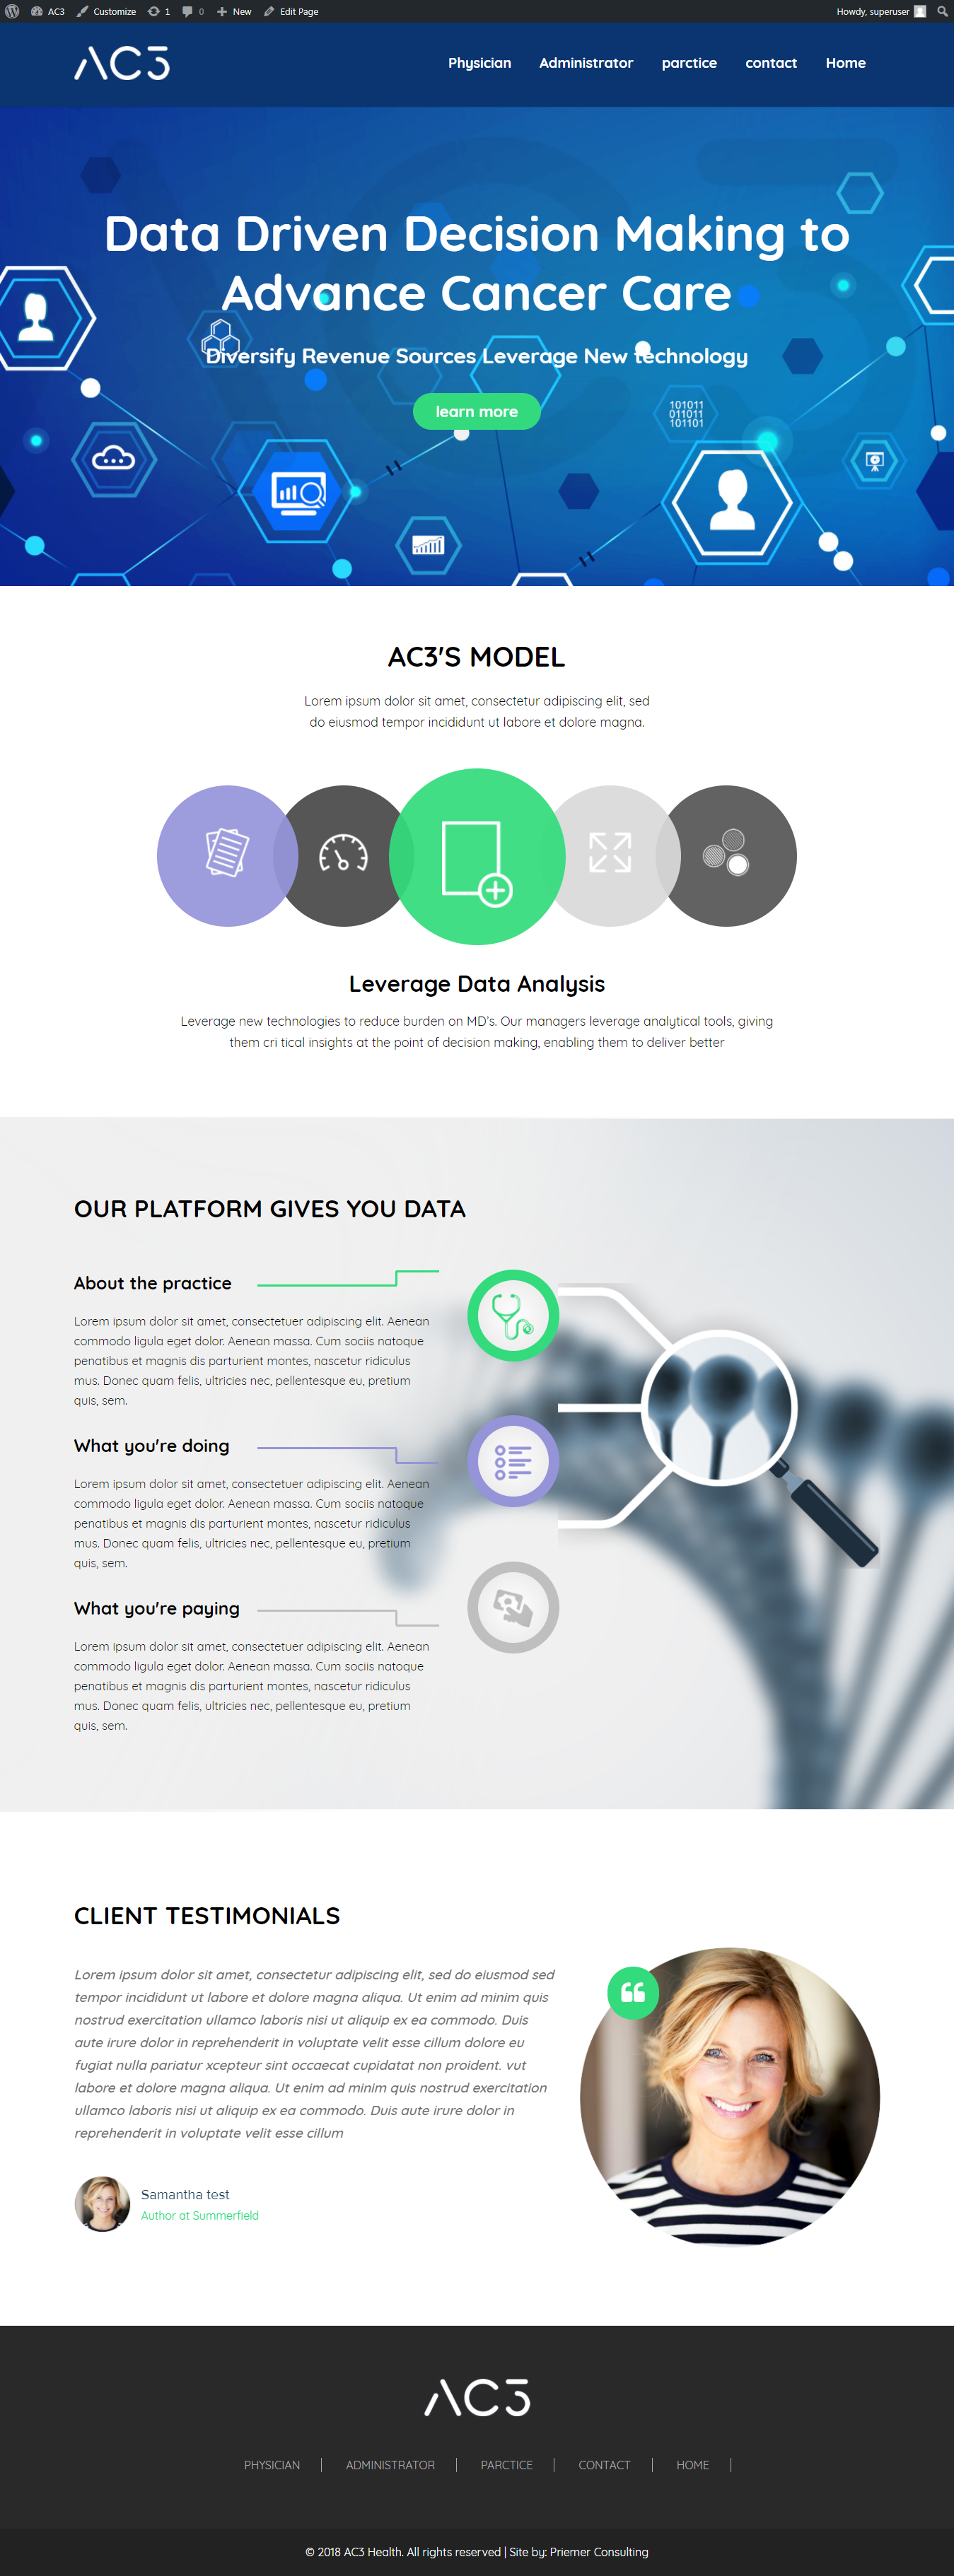 AC3
Customize
1
0
New
Edit Page
Howdy, superuser
AC3
Physician
Administrator
parctice
contact
Home
Data Driven Decision Making to
Advance Cancer Care
Diversify Revenue Sources Leverage New technology
learn more
101011
011011
101101
AC3'S MODEL
Lorem ipsum dolor sit amet, consectetur adipiscing elit, sed
do eiusmod tempor incididunt ut labore et dolore magna.
Leverage Data Analysis
Leverage new technologies to reduce burden on MD's. Our managers leverage analytical tools, giving
them cri tical insights at the point of decision making, enabling them to deliver better
OUR PLATFORM GIVES YOU DATA
About the practice
Lorem ipsum dolor sit amet, consectetuer adipiscing elit. Aenean
commodo ligula eget dolor. Aenean massa. Cum sociis natoque
penatibus et magnis dis parturient montes, nascetur ridiculus
mus. Donec quam felis, ultricies nec, pellentesque eu, pretium
quis, sem.
What you're doing
Lorem ipsum dolor sit amet, consectetuer adipiscing elit. Aenean
commodo ligula eget dolor. Aenean massa. Cum sociis natoque
penatibus et magnis dis parturient montes, nascetur ridiculus
mus. Donec quam felis, ultricies nec, pellentesque eu, pretium
quis, sem.
What you're paying
Lorem ipsum dolor sit amet, consectetuer adipiscing elit. Aenean
commodo ligula eget dolor. Aenean massa. Cum sociis natoque
penatibus et magnis dis parturient montes, nascetur ridiculus
mus. Donec quam felis, ultricies nec, pellentesque eu, pretium
quis, sem.
CLIENT TESTIMONIALS
Lorem ipsum dolor sit amet, consectetur adipiscing elit, sed do eiusmod sed
tempor incididunt ut labore et dolore magna aliqua. Ut enim ad minim quis
nostrud exercitation ullamco laboris nisi ut aliquip ex ea commodo. Duis
aute irure dolor in reprehenderit in voluptate velit esse cillum dolore eu
fugiat nulla pariatur xcepteur sint occaecat cupidatat non proident. vut
labore et dolore magna aliqua. Ut enim ad minim quis nostrud exercitation
ullamco laboris nisi ut aliquip ex ea commodo. Duis aute irure dolor in
reprehenderit in voluptate velit esse cillum
Samantha test
Author at Summerfield
AC3
PHYSICIAN
ADMINISTRATOR
PARCTICE
CONTACT
HOME
© 2018 AC3 Health. All rights reserved | Site by: Priemer Consulting